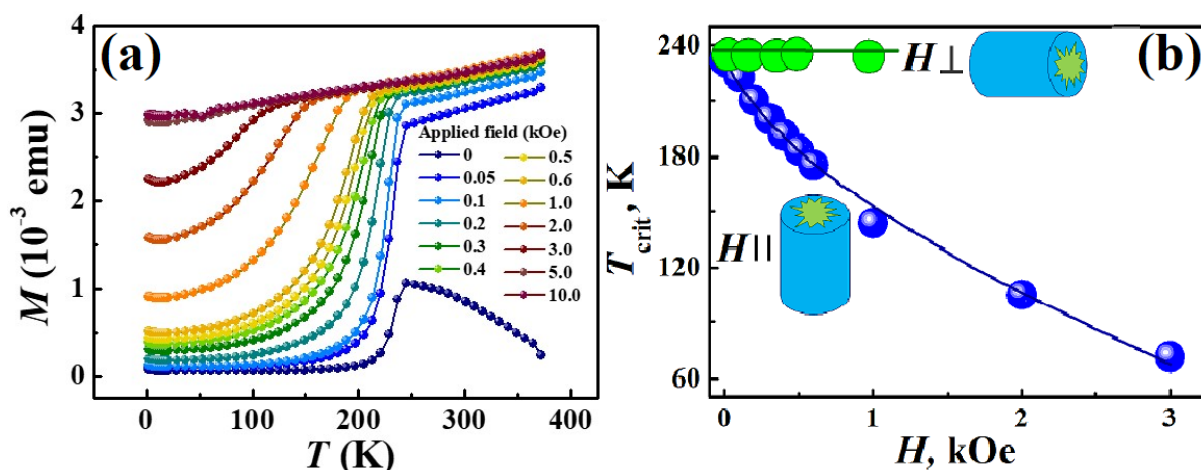 (a)
M (10⁻³ emu
4
3
2
1
0
Applied field (kOe)
0
0.05
0.1
0.2
0.3
0.4
0.5
0.6
1.0
2.0
3.0
5.0
10.0
0 100 200 300 400
T (K)
(b)
T_crit, K
240
180
120
60
H⊥
H||
0 1 2 3
H, kOe